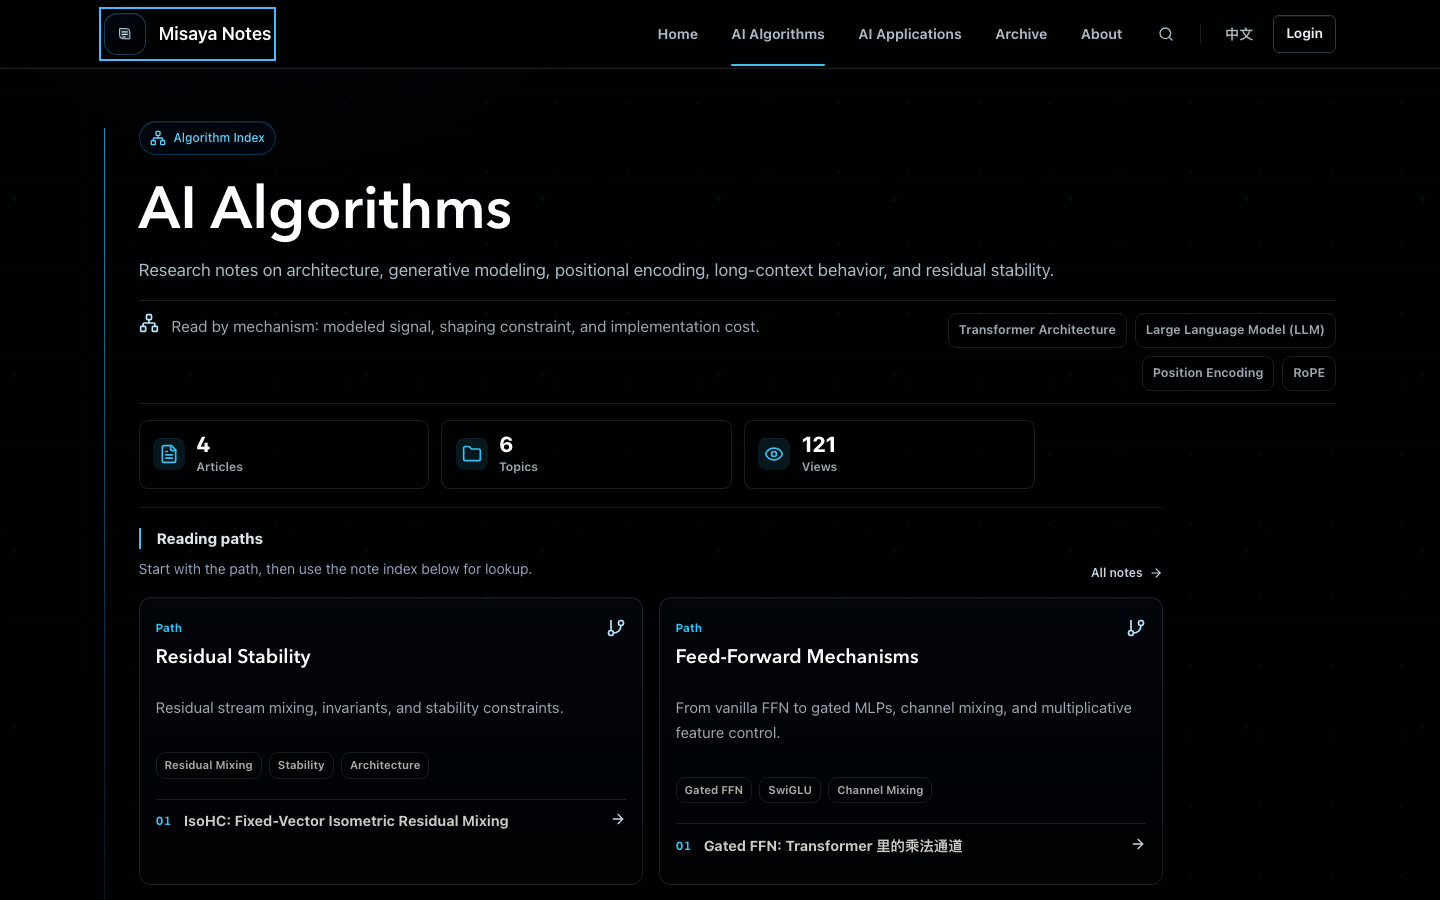 Misaya Notes
Home
AI Algorithms
AI Applications
Archive
About
中文
Login
Algorithm Index
AI Algorithms
Research notes on architecture, generative modeling, positional encoding, long-context behavior, and residual stability.
Read by mechanism: modeled signal, shaping constraint, and implementation cost.
Transformer Architecture
Large Language Model (LLM)
Position Encoding
RoPE
4
Articles
6
Topics
121
Views
Reading paths
Start with the path, then use the note index below for lookup.
All notes
Path
Residual Stability
Residual stream mixing, invariants, and stability constraints.
Residual Mixing
Stability
Architecture
01 IsoHC: Fixed-Vector Isometric Residual Mixing
Path
Feed-Forward Mechanisms
From vanilla FFN to gated MLPs, channel mixing, and multiplicative
feature control.
Gated FFN
SwiGLU
Channel Mixing
01 Gated FFN: Transformer 里的乘法通道